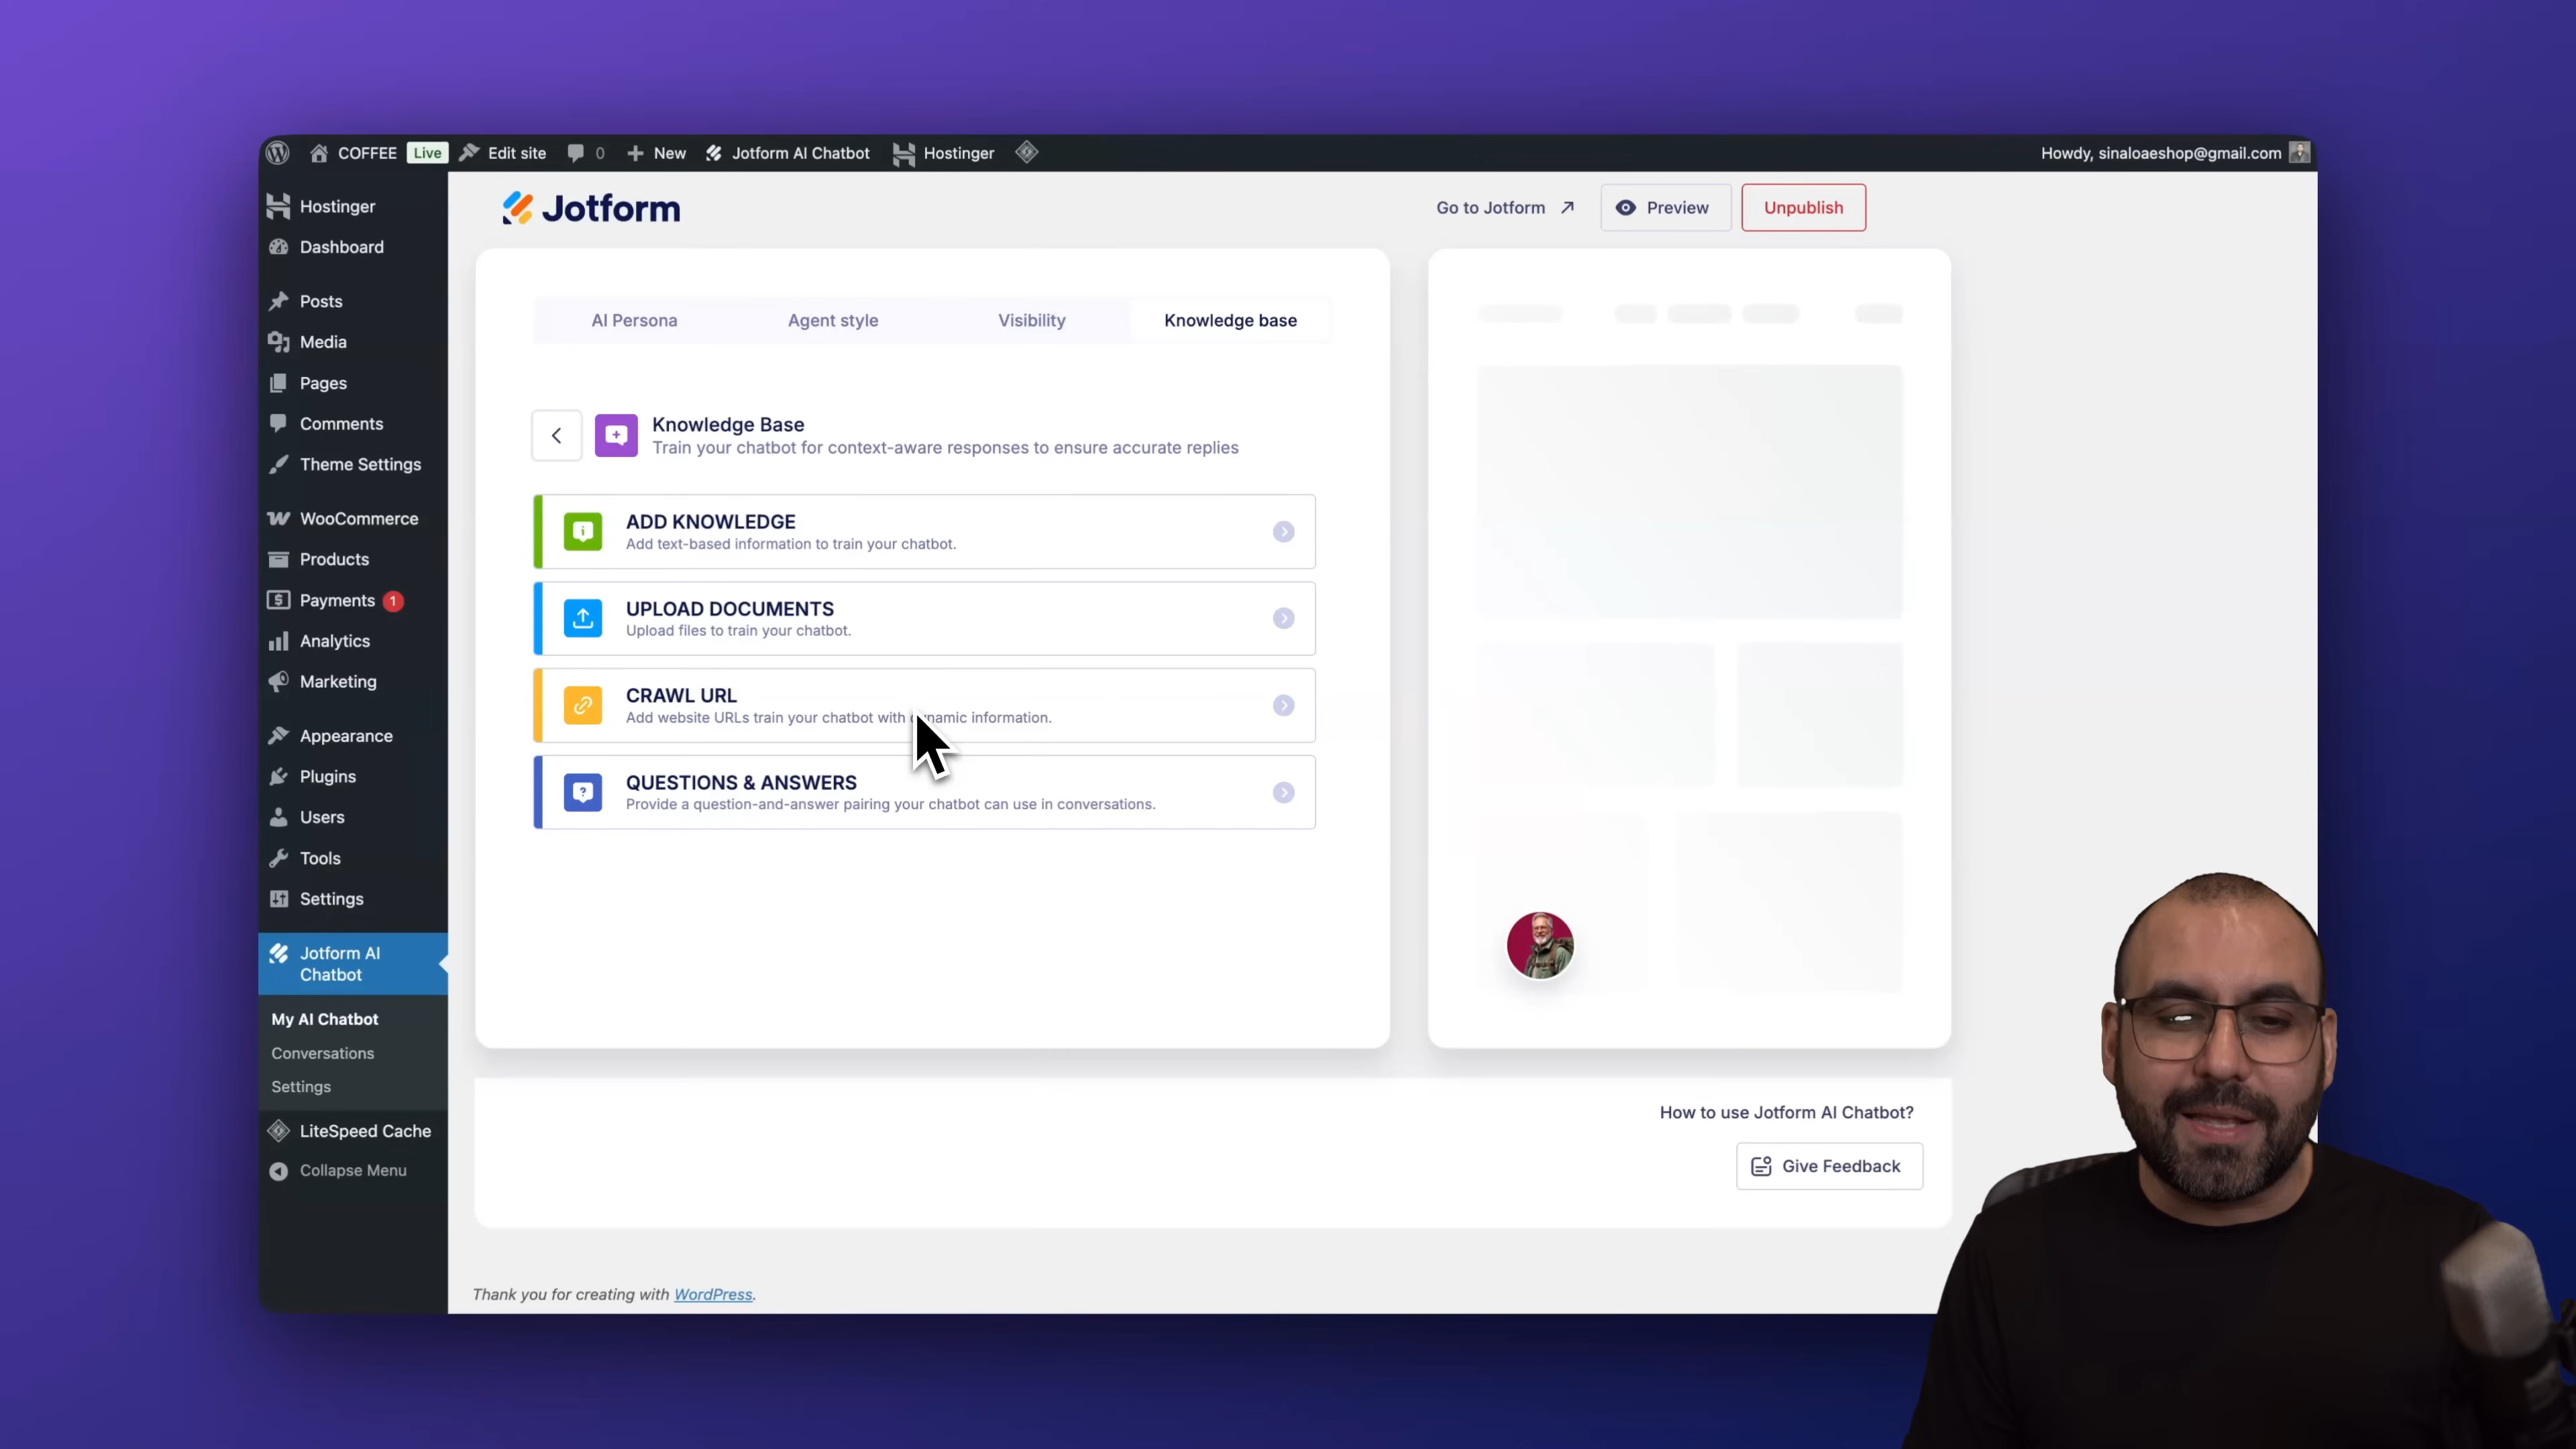 COFFEE Live Edit site 0 New Jotform AI Chatbot Hostinger Howdy, sinaloaeshop@gmail.com
Hostinger
Dashboard
Posts
Media
Pages
Comments
Theme Settings
WooCommerce
Products
Payments 1
Analytics
Marketing
Appearance
Plugins
Users
Tools
Settings
Jotform AI
Chatbot
My AI Chatbot
Conversations
Settings
LiteSpeed Cache
Collapse Menu
Jotform
Go to Jotform Preview Unpublish
AI Persona Agent style Visibility Knowledge base
Knowledge Base
Train your chatbot for context-aware responses to ensure accurate replies
ADD KNOWLEDGE
Add text-based information to train your chatbot.
UPLOAD DOCUMENTS
Upload files to train your chatbot.
CRAWL URL
Add website URLs train your chatbot with dynamic information.
QUESTIONS & ANSWERS
Provide a question-and-answer pairing your chatbot can use in conversations.
How to use Jotform AI Chatbot?
Give Feedback
Thank you for creating with WordPress.